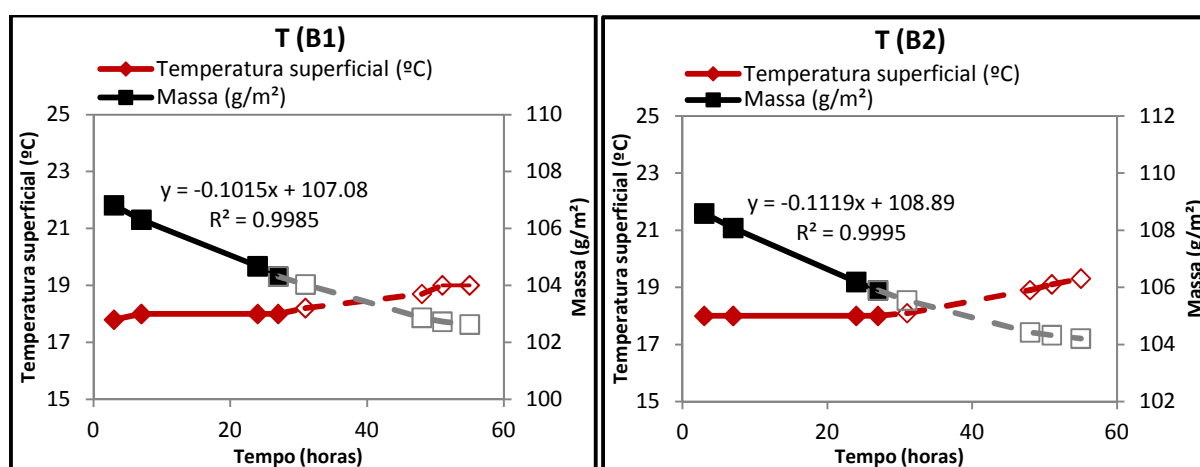 T (B1)
Temperatura superficial (ºC)
Massa (g/m²)
25
23
21
19
17
15
110
108
106
104
102
100
y = -0.1015x + 107.08
R² = 0.9985
0
20
40
60
Temperatura superficial (ºC)
Massa (g/m²)
Tempo (horas)
T (B2)
Temperatura superficial (ºC)
Massa (g/m²)
25
23
21
19
17
15
112
110
108
106
104
102
y = -0.1119x + 108.89
R² = 0.9995
0
20
40
60
Temperatura superficial (ºC)
Massa (g/m²)
Tempo (horas)